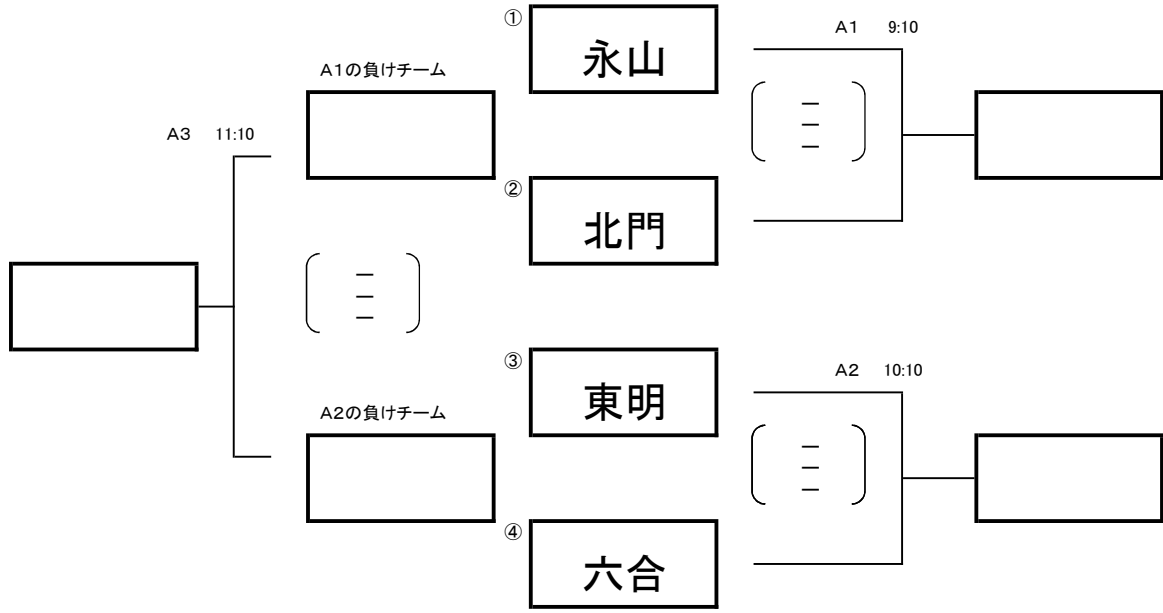 ① 永山
A1 9:10
A1の負けチーム
A3 11:10
② 北門
③ 東明
A2 10:10
A2の負けチーム
④ 六合